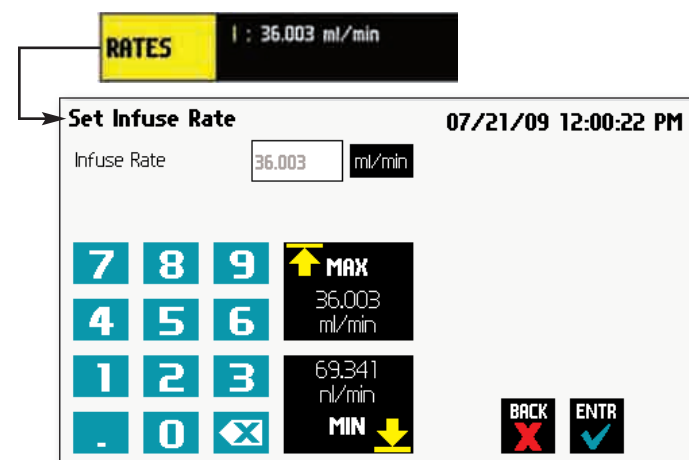 RATES
I : 36.003 ml/min
Set Infuse Rate
07/21/09 12:00:22 PM
Infuse Rate
36.003
ml/min
7 8 9
MAX
36.003
ml/min
4 5 6
1 2 3
69.341
nl/min
MIN
. 0
BACK
ENTR